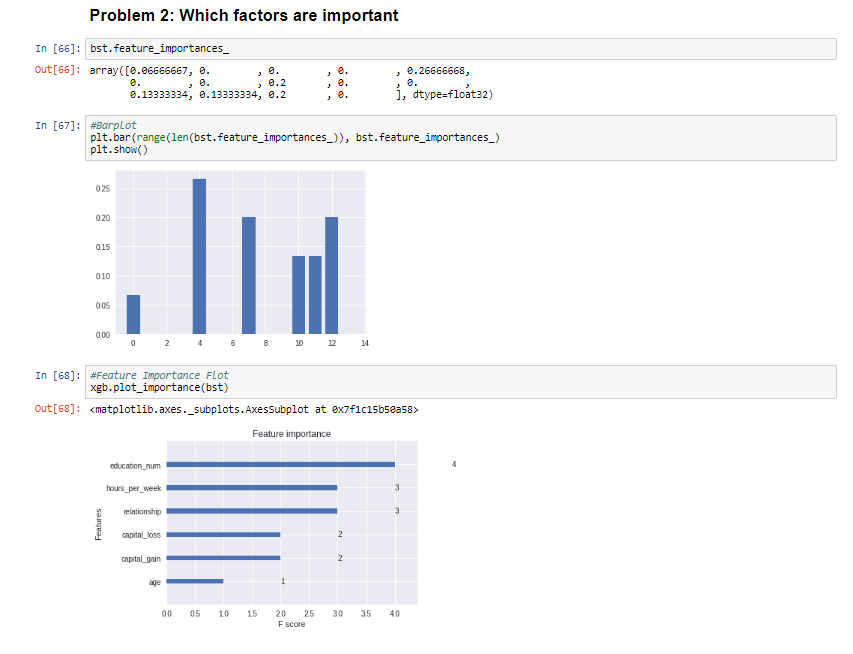 Problem 2: Which factors are important
In [66]: bst.feature_importances_
Out[66]: array([0.06666667, 0.        , 0.        , 0.        , 0.26666668,
0.        , 0.        , 0.2       , 0.        , 0.        ,
0.13333334, 0.13333334, 0.2       , 0.        ], dtype=float32)
In [67]: #Barplot
plt.bar(range(len(bst.feature_importances_)), bst.feature_importances_)
plt.show()
0.25
0.20
0.15
0.10
0.05
0.00
0 2 4 6 8 10 12 14
In [68]: #Feature Importance Flot
xgb.plot_importance(bst)
Out[68]: <matplotlib.axes._subplots.AxesSubplot at 0x7f1c15b50a58>
Feature importance
education_num 4
hours_per_week 3
relationship 3
Features
capital_loss 2
capital_gain 2
age 1
0.0 0.5 1.0 1.5 2.0 2.5 3.0 3.5 4.0
F score